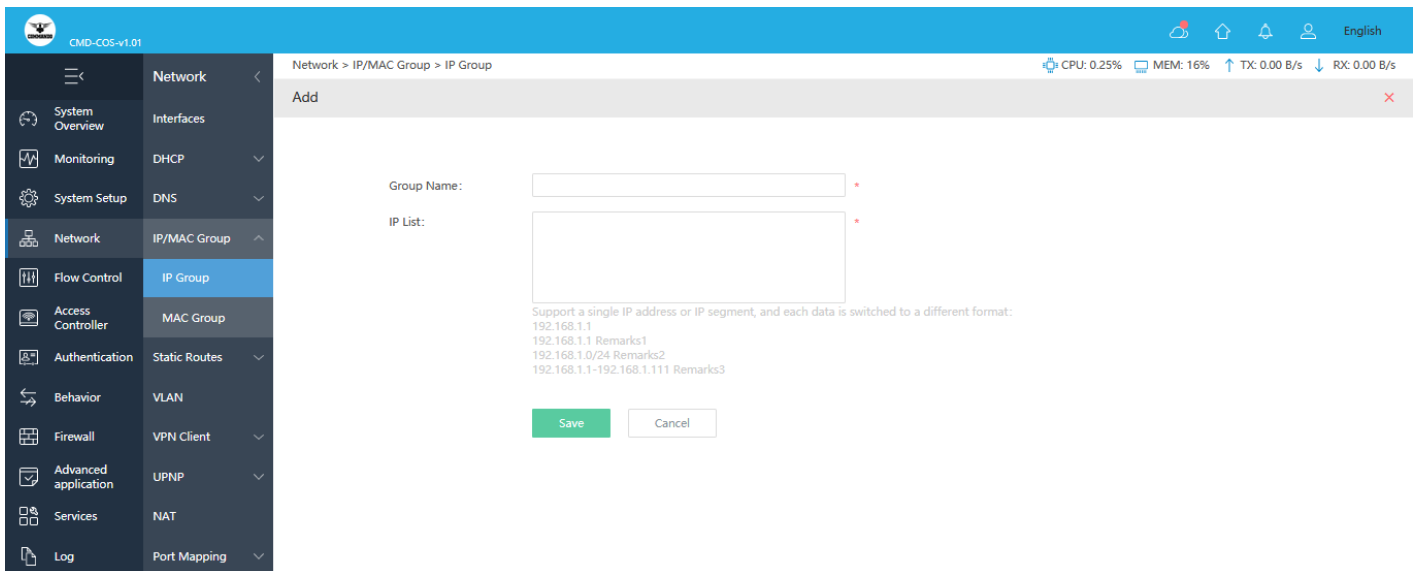 CMD-COS-v1.01
English
Network
Network > IP/MAC Group > IP Group
CPU: 0.25%
MEM: 16%
TX: 0.00 B/s
RX: 0.00 B/s
Add
System
Overview
Monitoring
System Setup
Network
Flow Control
Access
Controller
Authentication
Behavior
Firewall
Advanced
application
Services
Log
Interfaces
DHCP
DNS
IP/MAC Group
IP Group
MAC Group
Static Routes
VLAN
VPN Client
UPNP
NAT
Port Mapping
Group Name:
*
IP List:
*
Support a single IP address or IP segment, and each data is switched to a different format:
192.168.1.1
192.168.1.1 Remarks1
192.168.1.0/24 Remarks2
192.168.1.1-192.168.1.111 Remarks3
Save
Cancel